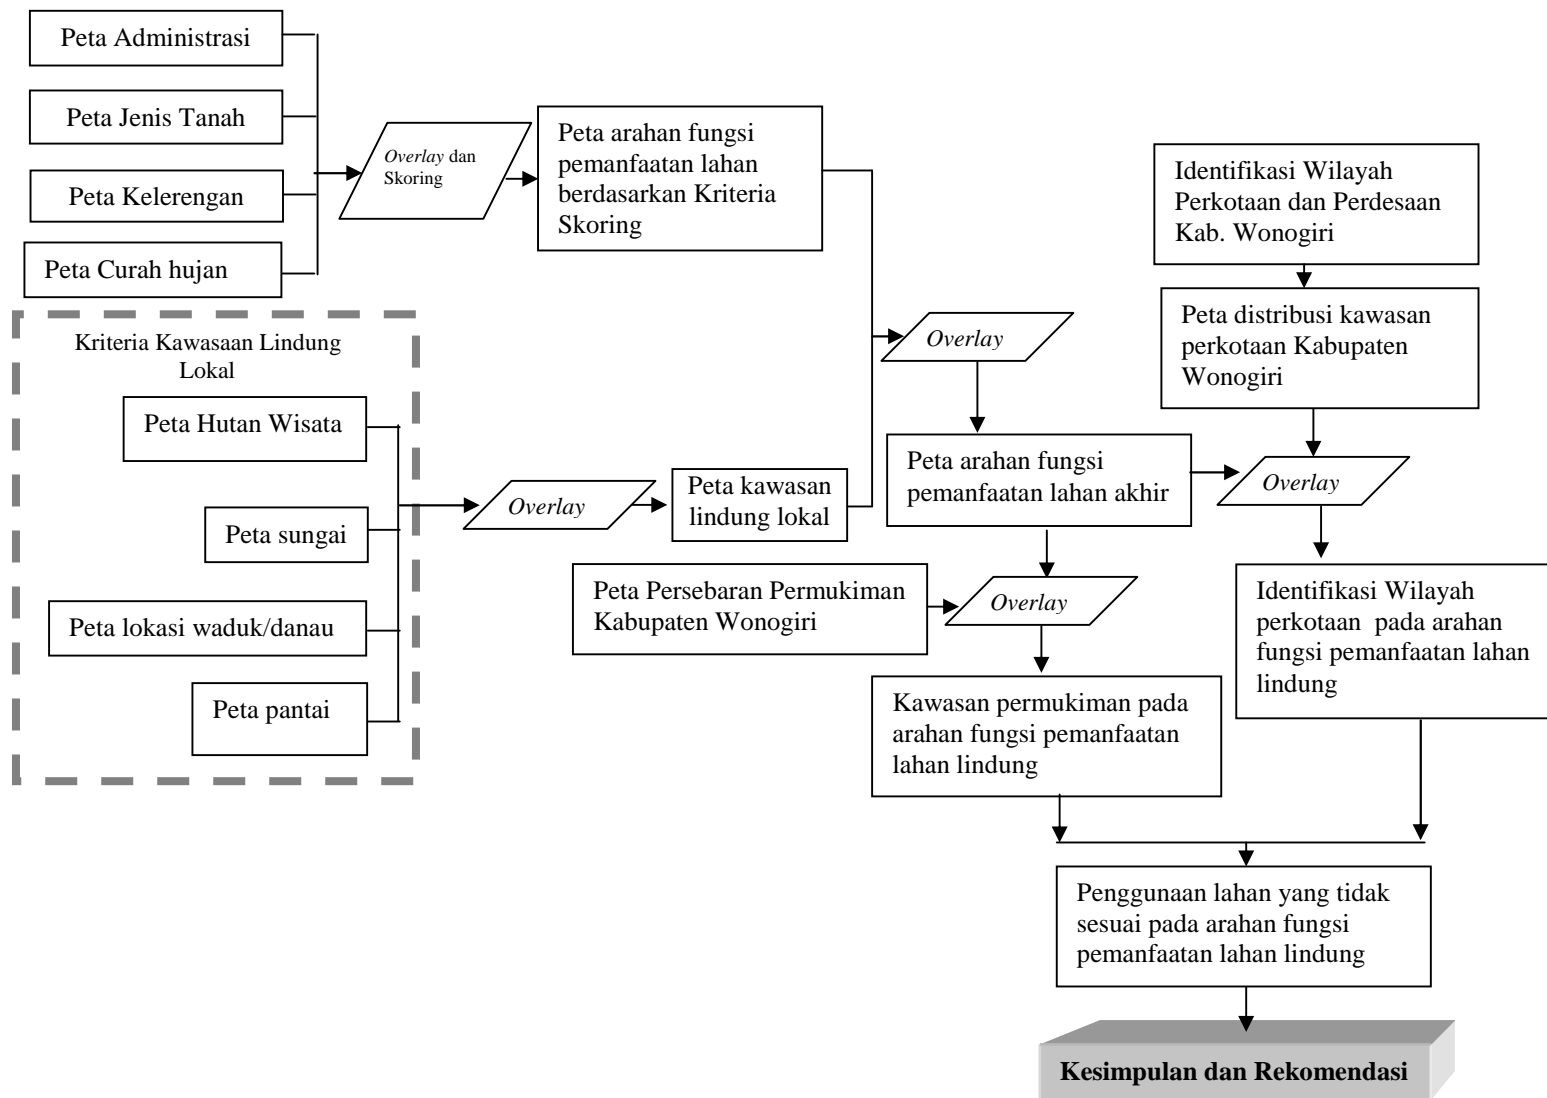 Peta Administrasi
Peta Jenis Tanah
Peta Kelerengan
Peta Curah hujan
Overlay dan
Skoring
Peta arahan fungsi
pemanfaatan lahan
berdasarkan Kriteria
Skoring
Identifikasi Wilayah
Perkotaan dan Perdesaan
Kab. Wonogiri
Peta distribusi kawasan
perkotaan Kabupaten
Wonogiri
Kriteria Kawasaan Lindung
Lokal
Peta Hutan Wisata
Peta sungai
Peta lokasi waduk/danau
Peta pantai
Overlay
Peta kawasan
lindung lokal
Overlay
Peta arahan fungsi
pemanfaatan lahan akhir
Overlay
Peta Persebaran Permukiman
Kabupaten Wonogiri
Overlay
Identifikasi Wilayah
perkotaan pada arahan
fungsi pemanfaatan lahan
lindung
Kawasan permukiman pada
arahan fungsi pemanfaatan
lahan lindung
Penggunaan lahan yang tidak
sesuai pada arahan fungsi
pemanfaatan lahan lindung
Kesimpulan dan Rekomendasi